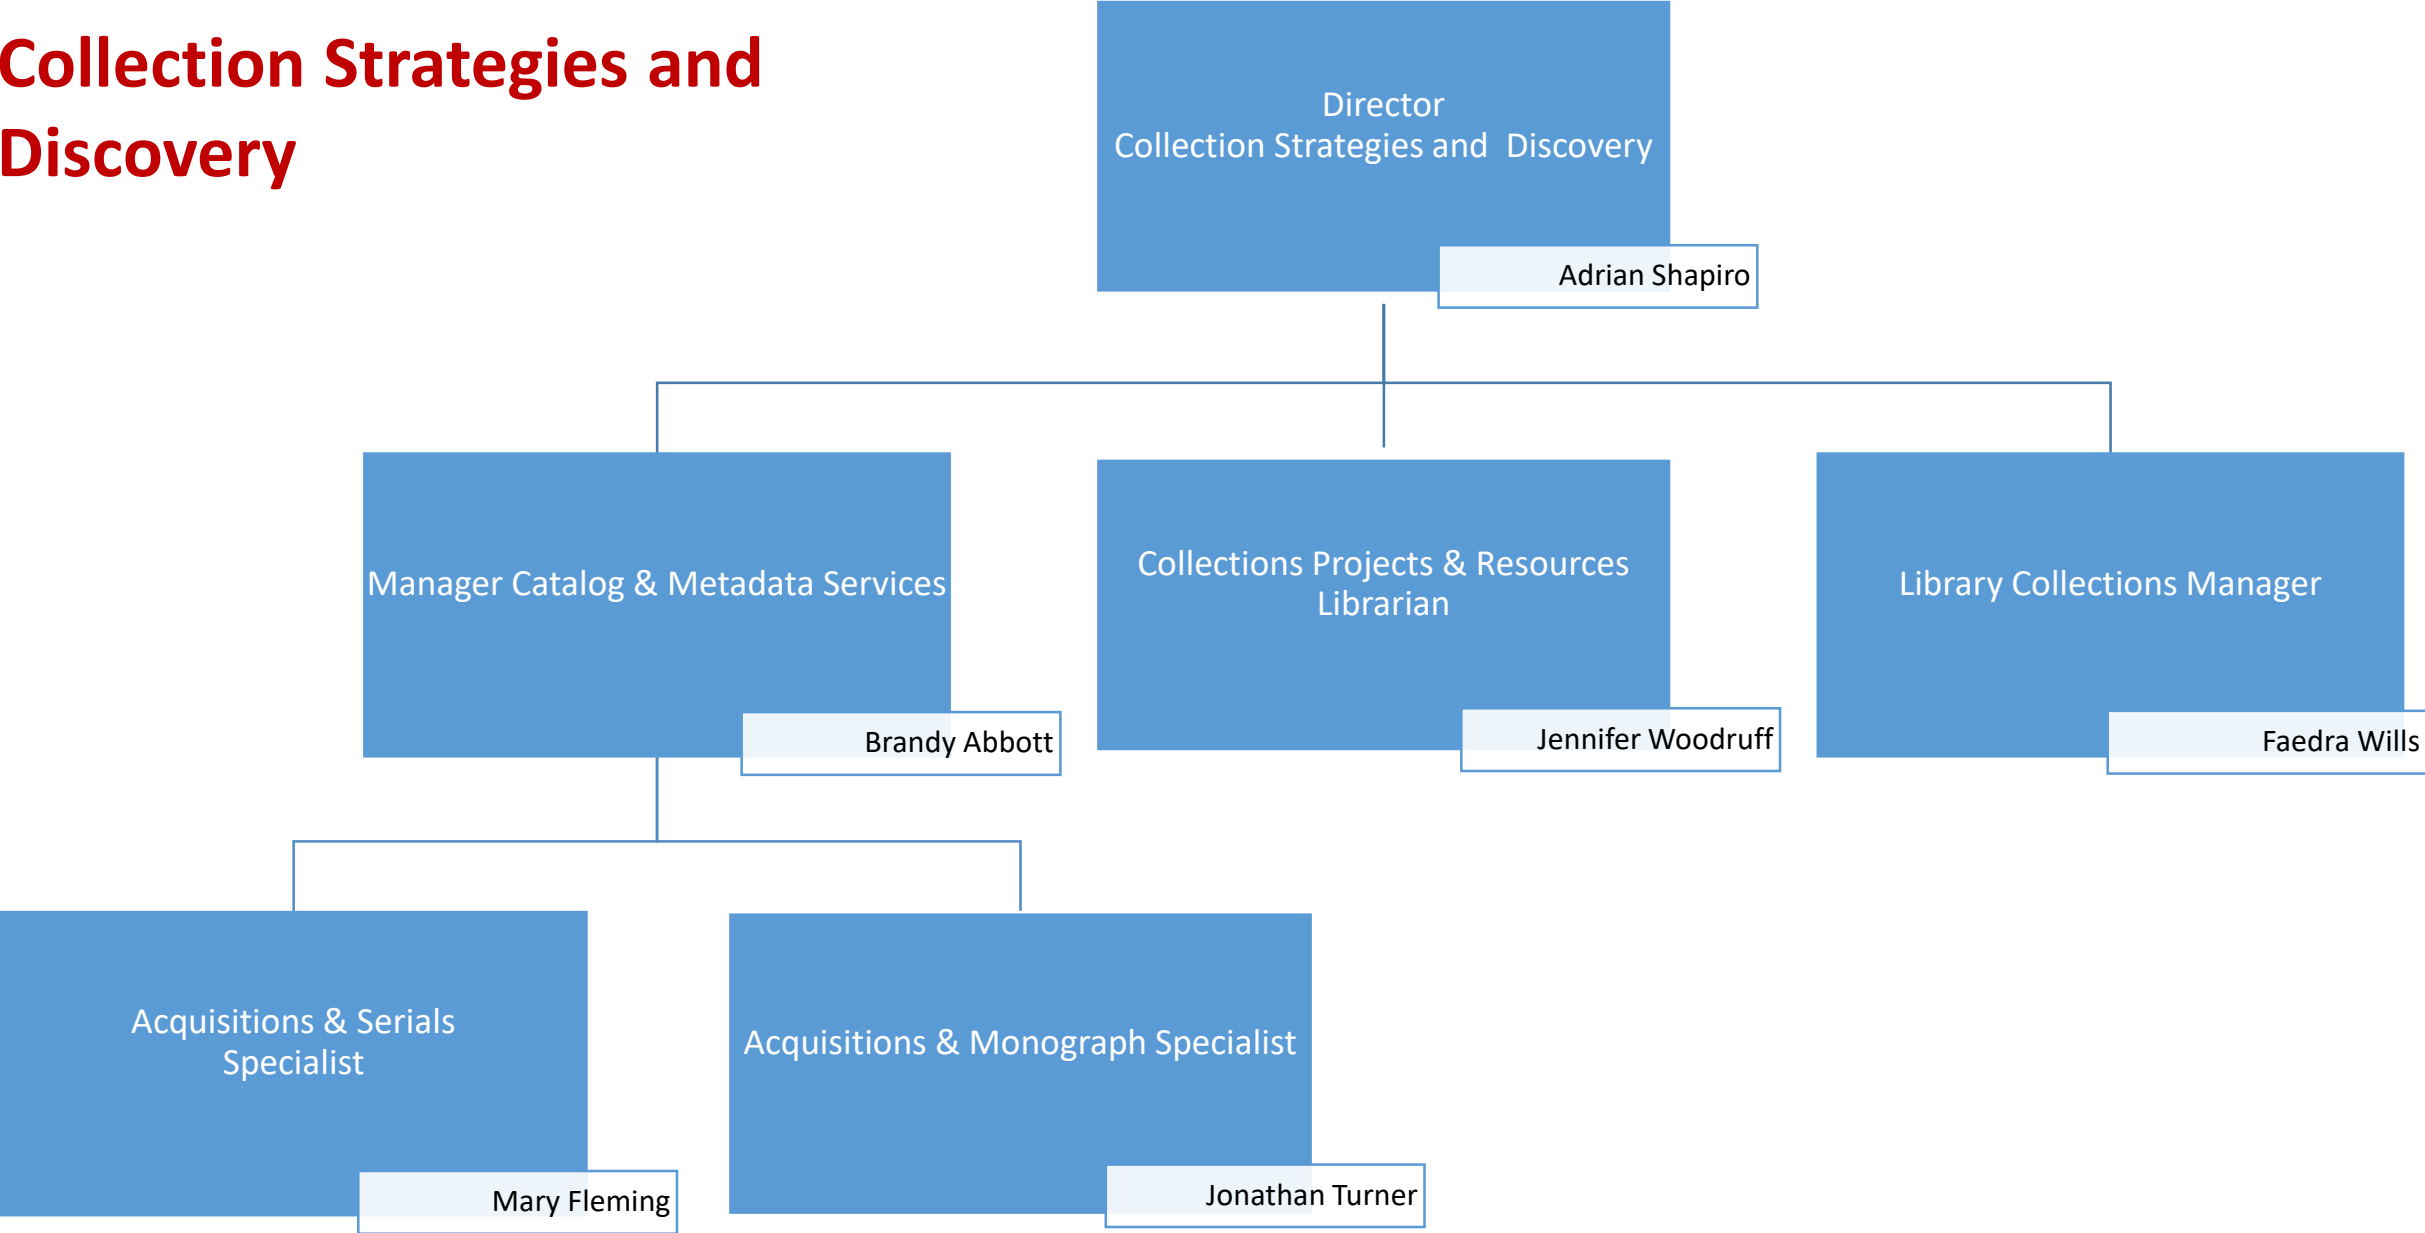 Collection Strategies and
Discovery
Director
Collection Strategies and  Discovery
Adrian Shapiro
Manager Catalog & Metadata Services
Brandy Abbott
Collections Projects & Resources
Librarian
Jennifer Woodruff
Library Collections Manager
Faedra Wills
Acquisitions & Serials
Specialist
Mary Fleming
Acquisitions & Monograph Specialist
Jonathan Turner